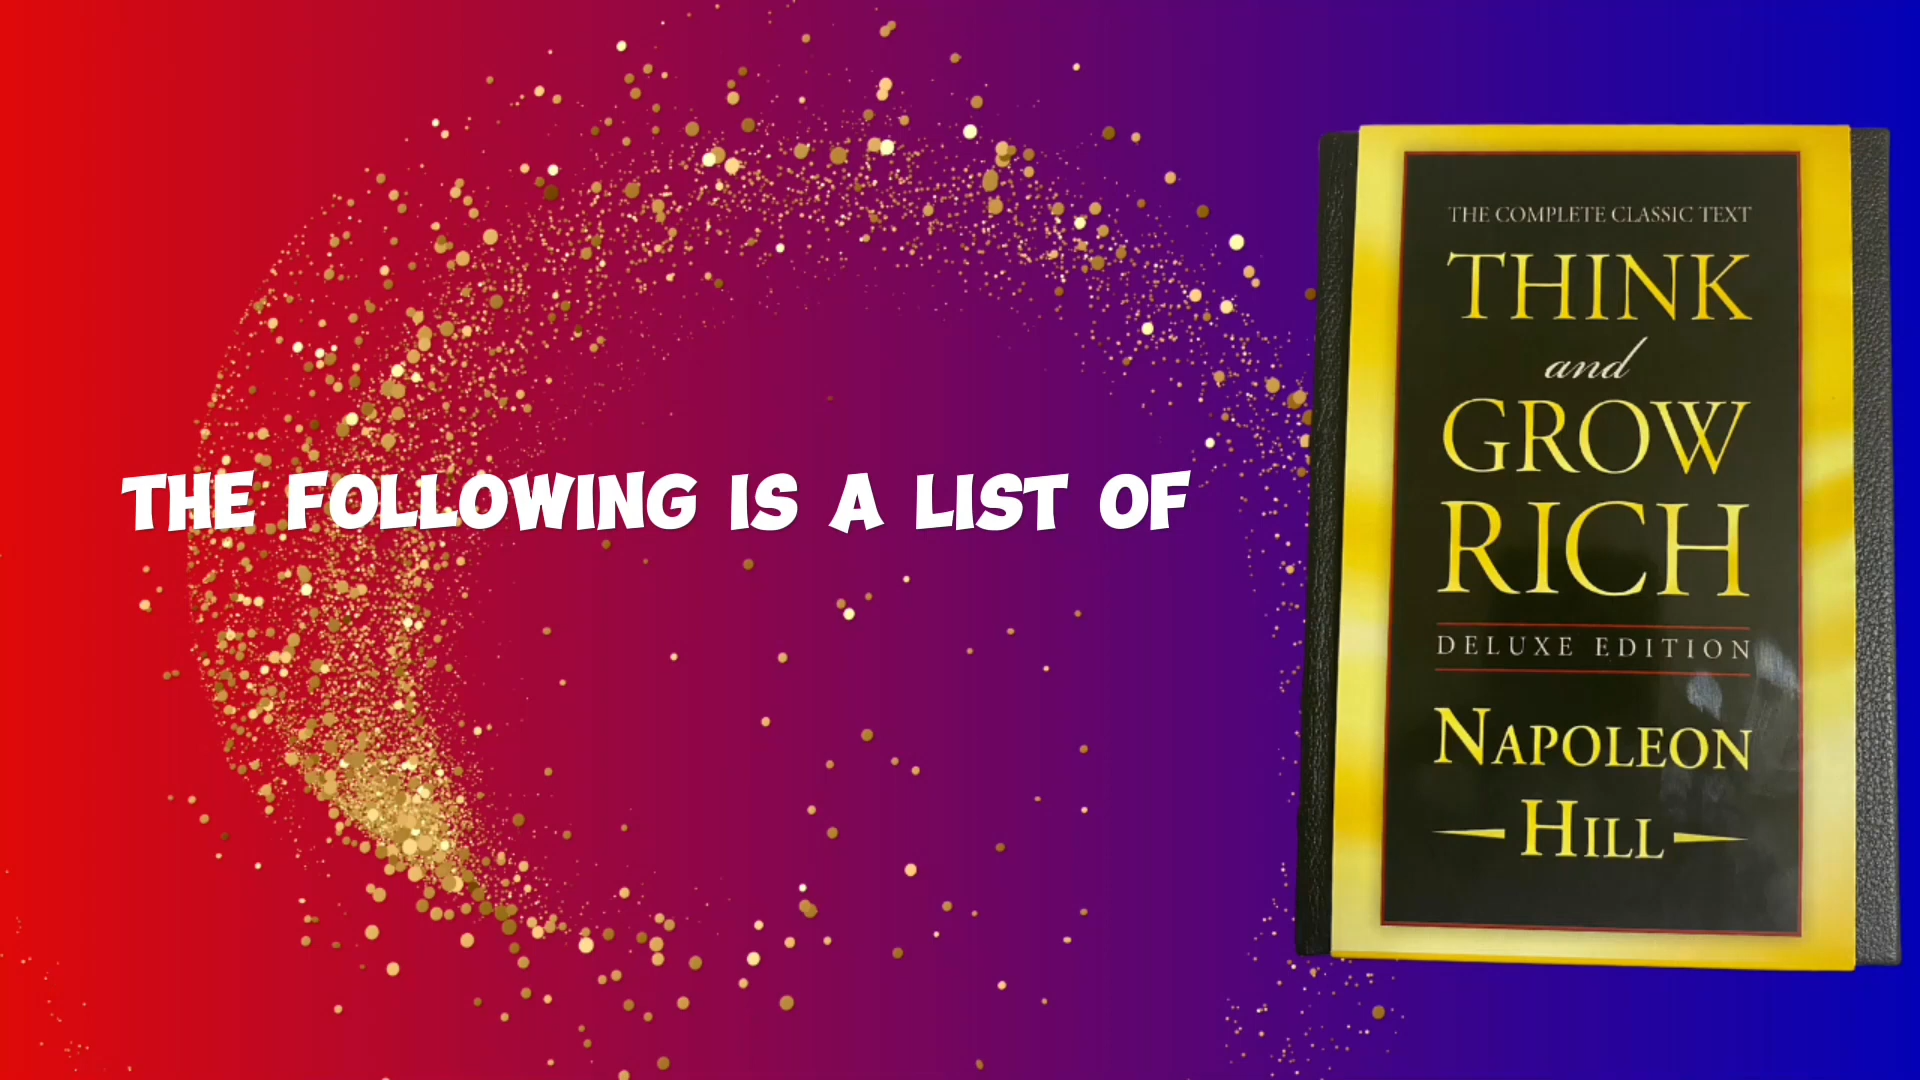 THE FOLLOWING IS A LIST OF
THE COMPLETE CLASSIC TEXT
THINK
and
GROW
RICH
DELUXE EDITION
NAPOLEON
HILL